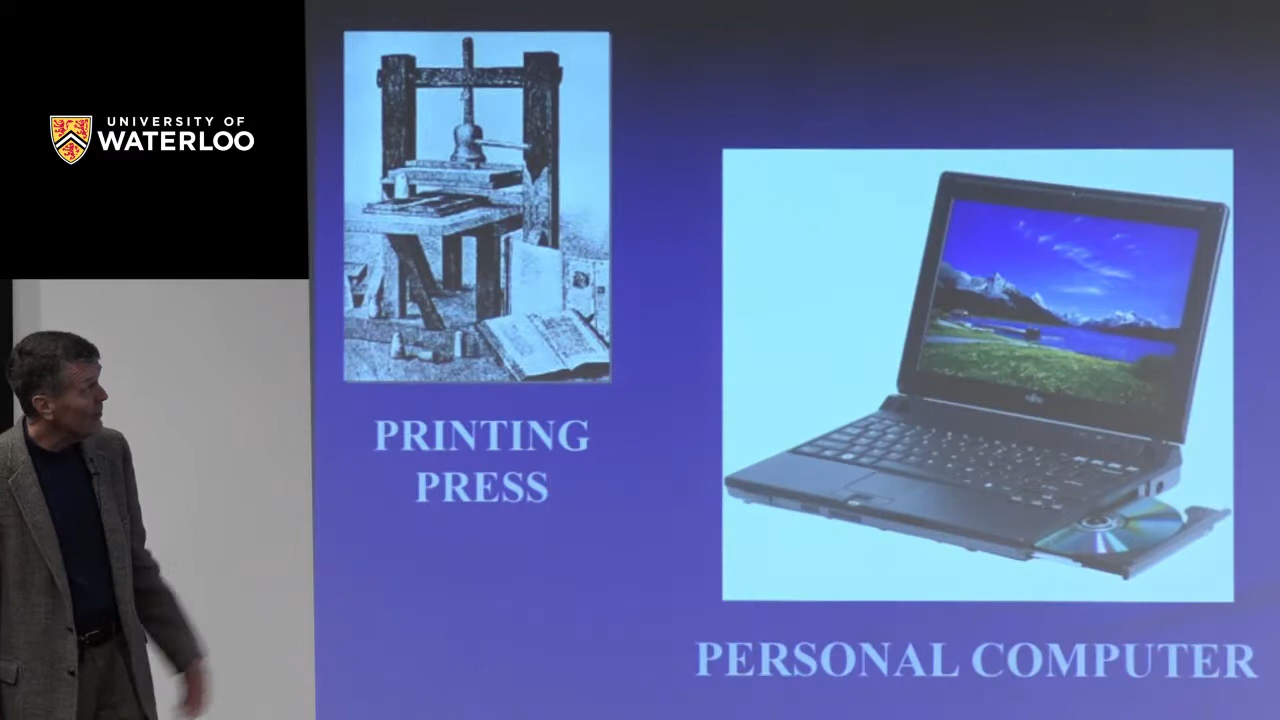 UNIVERSITY OF
WATERLOO
PRINTING
PRESS
PERSONAL COMPUTER